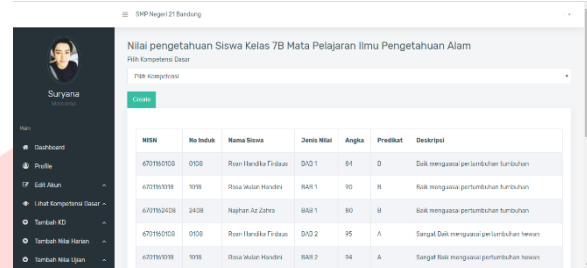 SMP Negeri 21 Bandung
Suryana
Main
Dashboard
Profile
Edit Akun
Lihat Kompetensi Dasar
Tambah KD
Tambah Nilai Harian
Tambah Nilai Ujian
Nilai pengetahuan Siswa Kelas 7B Mata Pelajaran Ilmu Pengetahuan Alam
Pilih Kompetensi Dasar
Pilih Kompetensi
Create
NISN No Induk Nama Siswa Jenis Nilai Angka Predikat Deskripsi
6701160108 0108 Roan Handika Firdaus BAB 1 84 B Baik menguasai pertumbuhan tumbuhan
6701161018 1018 Rosa Wulan Handini BAB 1 90 B Baik menguasai pertumbuhan tumbuhan
6701162408 2408 Najihan Az Zahra BAB 1 80 B Baik menguasai pertumbuhan tumbuhan
6701160108 0108 Roan Handika Firdaus BAB 2 95 A Sangat Baik menguasai pertumbuhan hewan
6701161018 1018 Rosa Wulan Handini BAB 2 94 A Sangat Baik menguasai pertumbuhan hewan